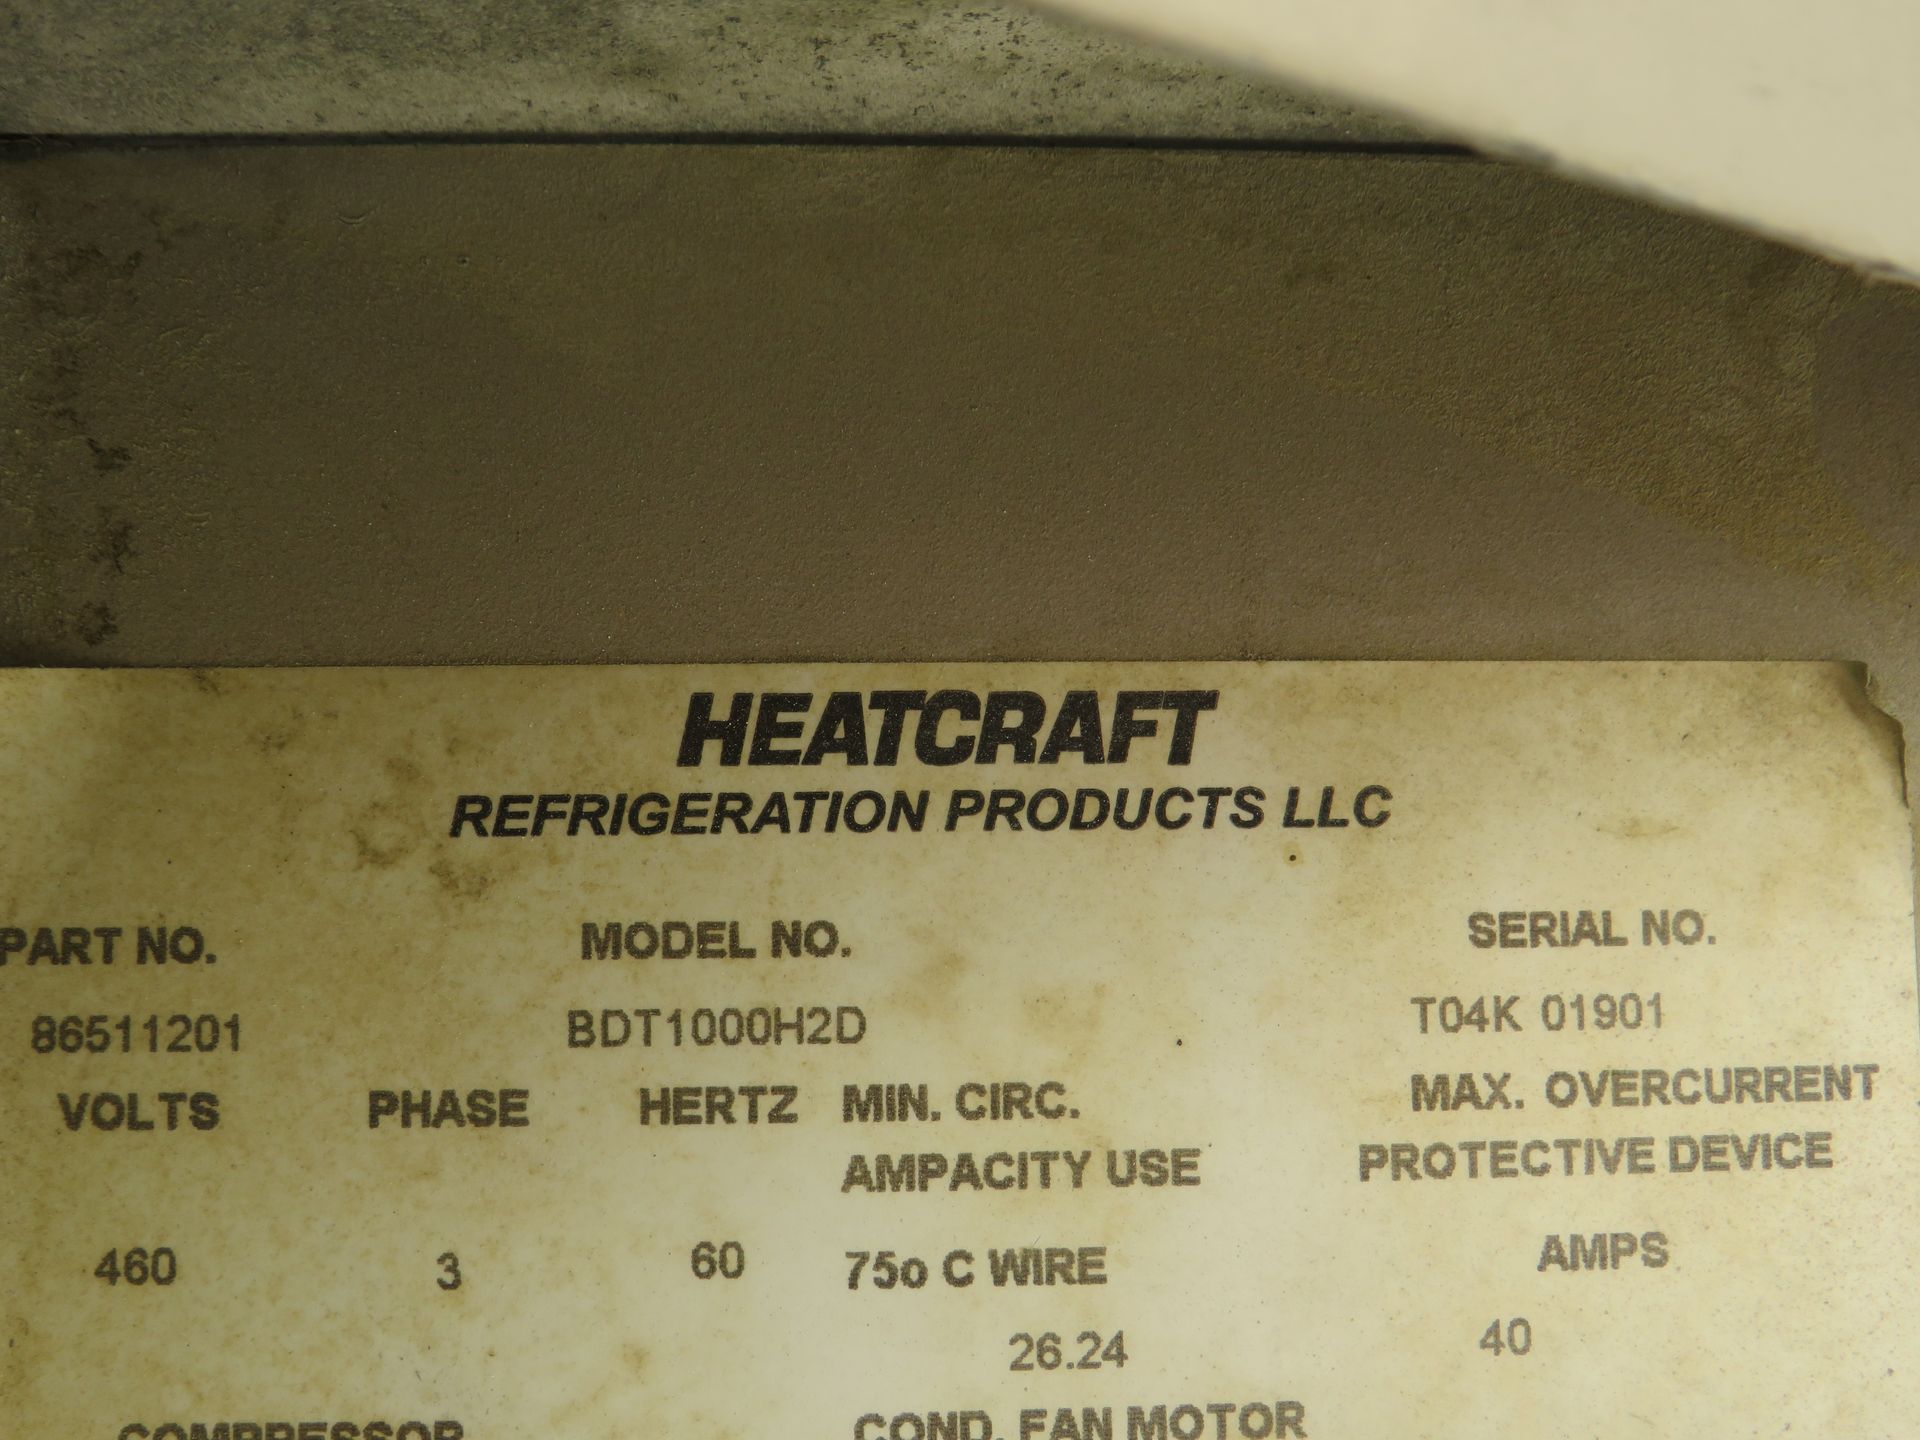 HEATCRAFT
REFRIGERATION PRODUCTS LLC
PART NO. MODEL NO. SERIAL NO.
86511201 BDT1000H2D T04K 01901
VOLTS PHASE HERTZ MIN. CIRC. MAX. OVERCURRENT
AMPACITY USE PROTECTIVE DEVICE
460 3 60 75o C WIRE AMPS
26.24 40
COMPRESSOR COND. FAN MOTOR